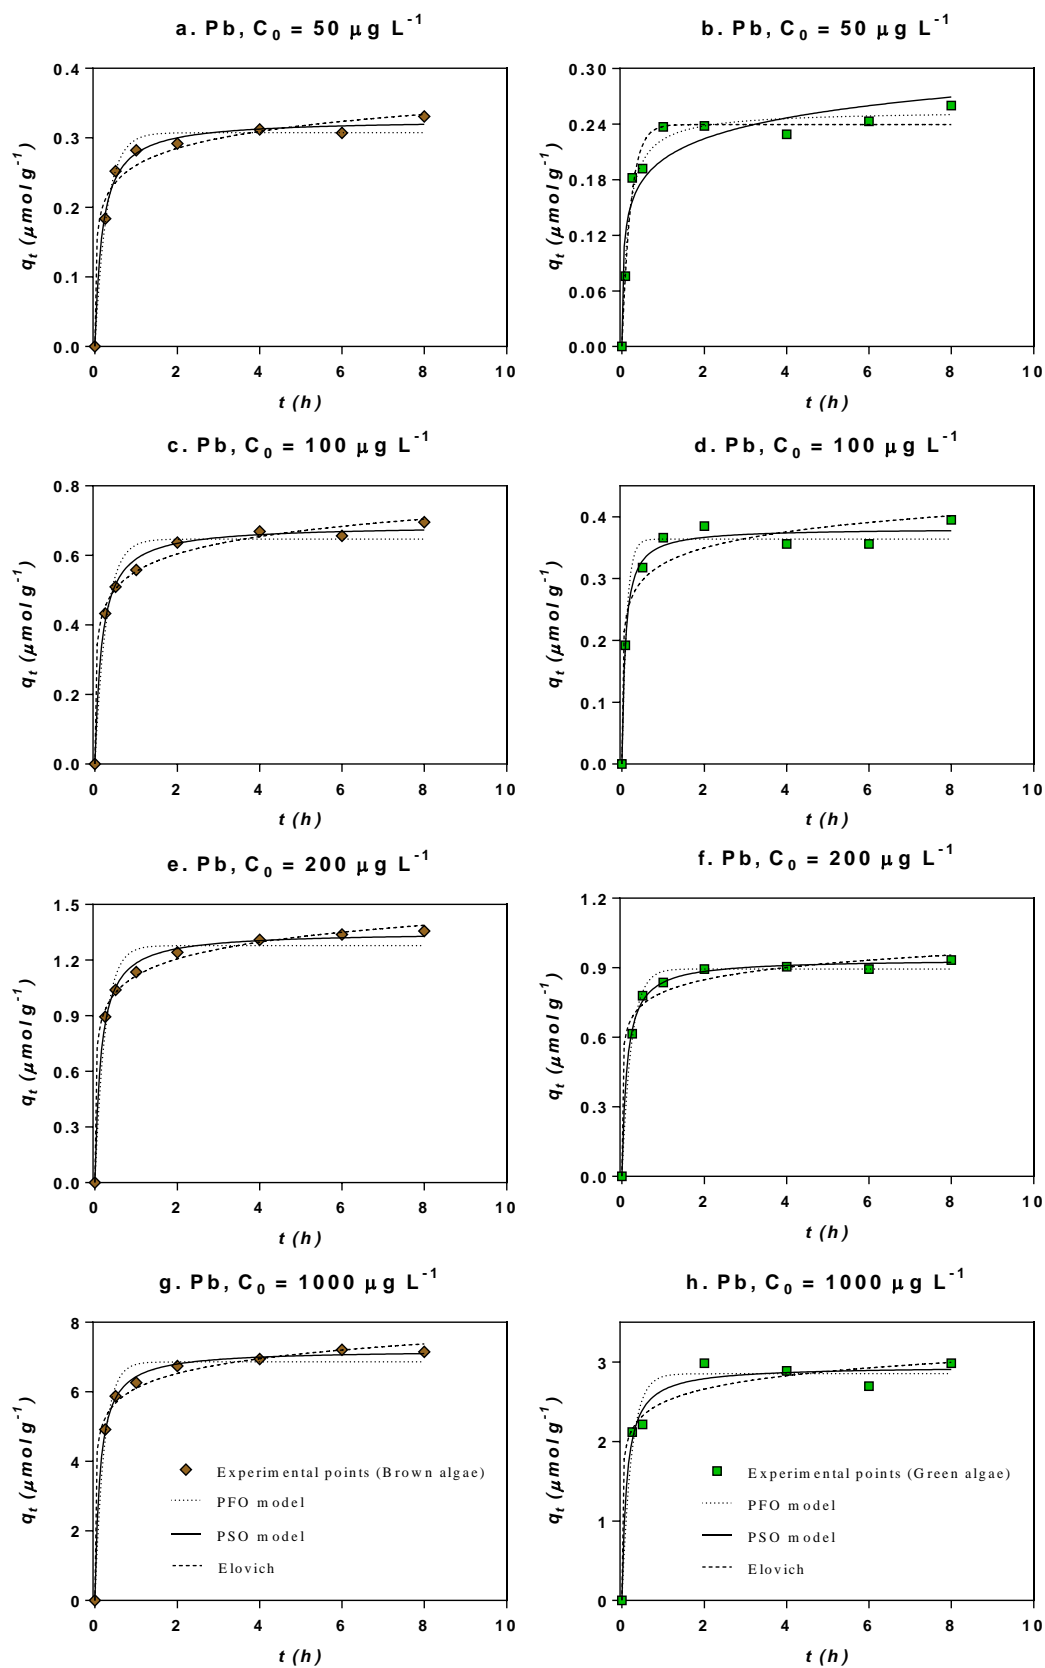 a. Pb, C₀ = 50 μg L⁻¹
qₜ (μmol g⁻¹)
0.4
0.3
0.2
0.1
0.0
0 2 4 6 8 10
t (h)
b. Pb, C₀ = 50 μg L⁻¹
qₜ (μmol g⁻¹)
0.30
0.24
0.18
0.12
0.06
0.00
0 2 4 6 8 10
t (h)
c. Pb, C₀ = 100 μg L⁻¹
qₜ (μmol g⁻¹)
0.8
0.6
0.4
0.2
0.0
0 2 4 6 8 10
t (h)
d. Pb, C₀ = 100 μg L⁻¹
qₜ (μmol g⁻¹)
0.4
0.3
0.2
0.1
0.0
0 2 4 6 8 10
t (h)
e. Pb, C₀ = 200 μg L⁻¹
qₜ (μmol g⁻¹)
1.5
1.2
0.9
0.6
0.3
0.0
0 2 4 6 8 10
t (h)
f. Pb, C₀ = 200 μg L⁻¹
qₜ (μmol g⁻¹)
1.2
0.9
0.6
0.3
0.0
0 2 4 6 8 10
t (h)
g. Pb, C₀ = 1000 μg L⁻¹
qₜ (μmol g⁻¹)
8
6
4
2
0
Experimental points (Brown algae)
PFO model
PSO model
Elovich
0 2 4 6 8 10
t (h)
h. Pb, C₀ = 1000 μg L⁻¹
qₜ (μmol g⁻¹)
3
2
1
0
Experimental points (Green algae)
PFO model
PSO model
Elovich
0 2 4 6 8 10
t (h)